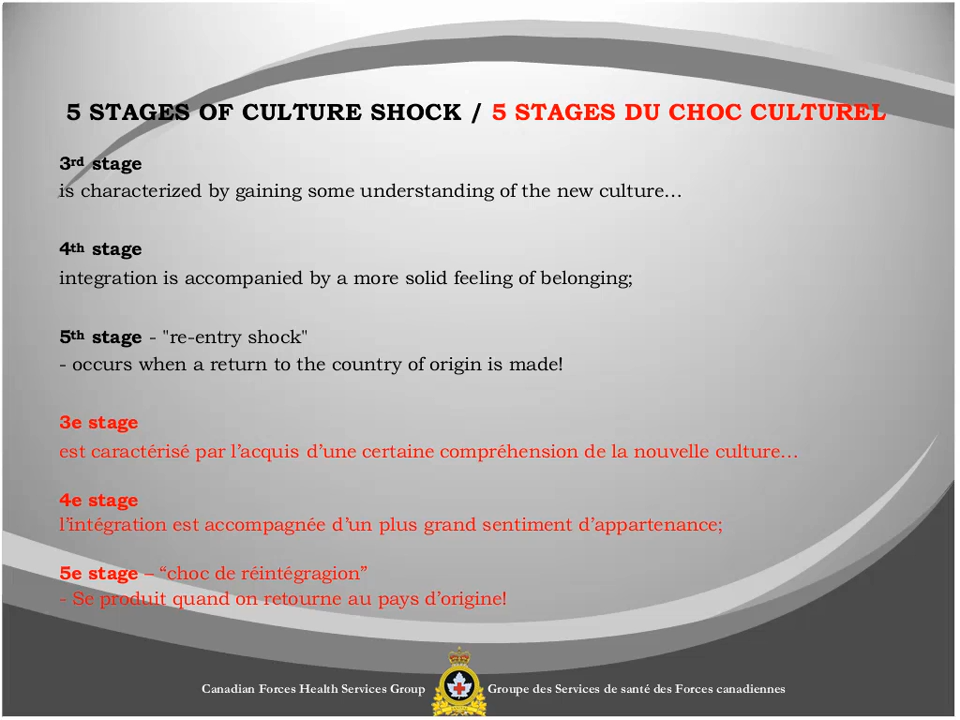 5 STAGES OF CULTURE SHOCK / 5 STAGES DU CHOC CULTUREL
3rd stage
is characterized by gaining some understanding of the new culture…
4th stage
integration is accompanied by a more solid feeling of belonging;
5th stage - "re-entry shock"
- occurs when a return to the country of origin is made!
3e stage
est caractérisé par l’acquis d’une certaine compréhension de la nouvelle culture…
4e stage
l’intégration est accompagnée d’un plus grand sentiment d’appartenance;
5e stage – “choc de réintégragion”
- Se produit quand on retourne au pays d’origine!
Canadian Forces Health Services Group Groupe des Services de santé des Forces canadiennes